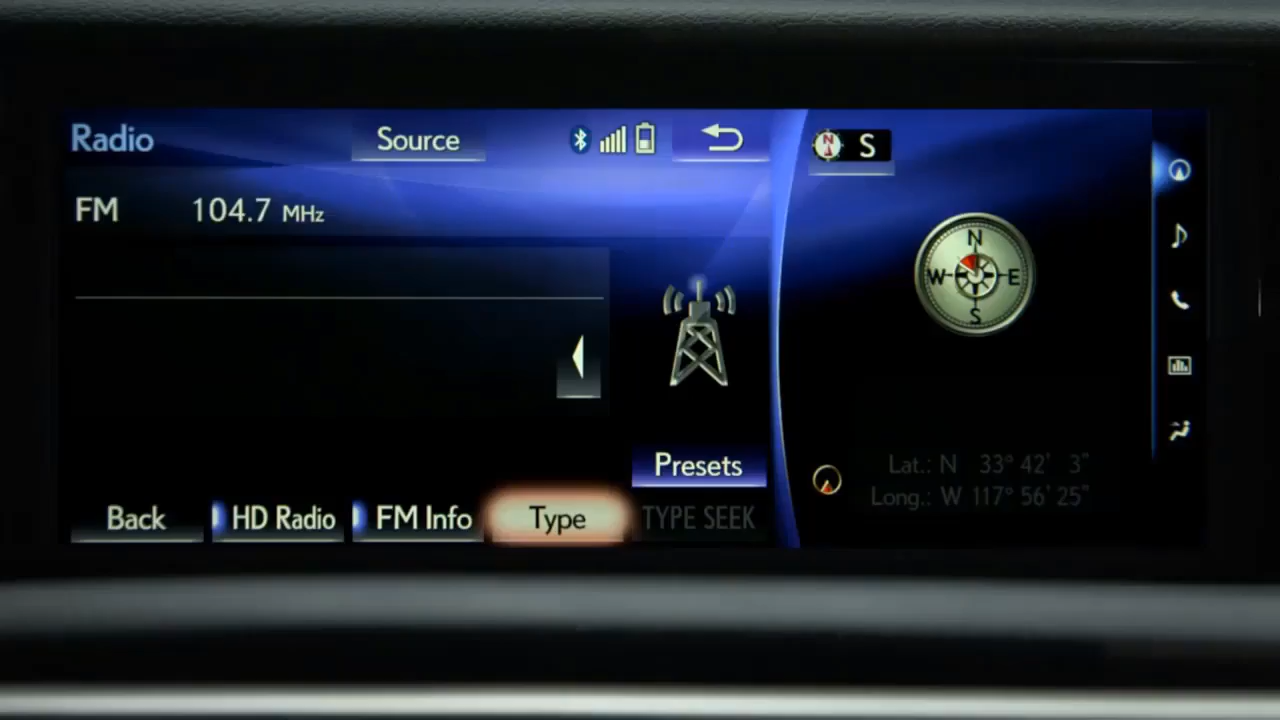 Radio Source
N S
FM 104.7 MHz
N
W E
S
Presets
Lat.: N 33° 42' 3"
Long.: W 117° 56' 25"
Back HD Radio FM Info Type TYPE SEEK